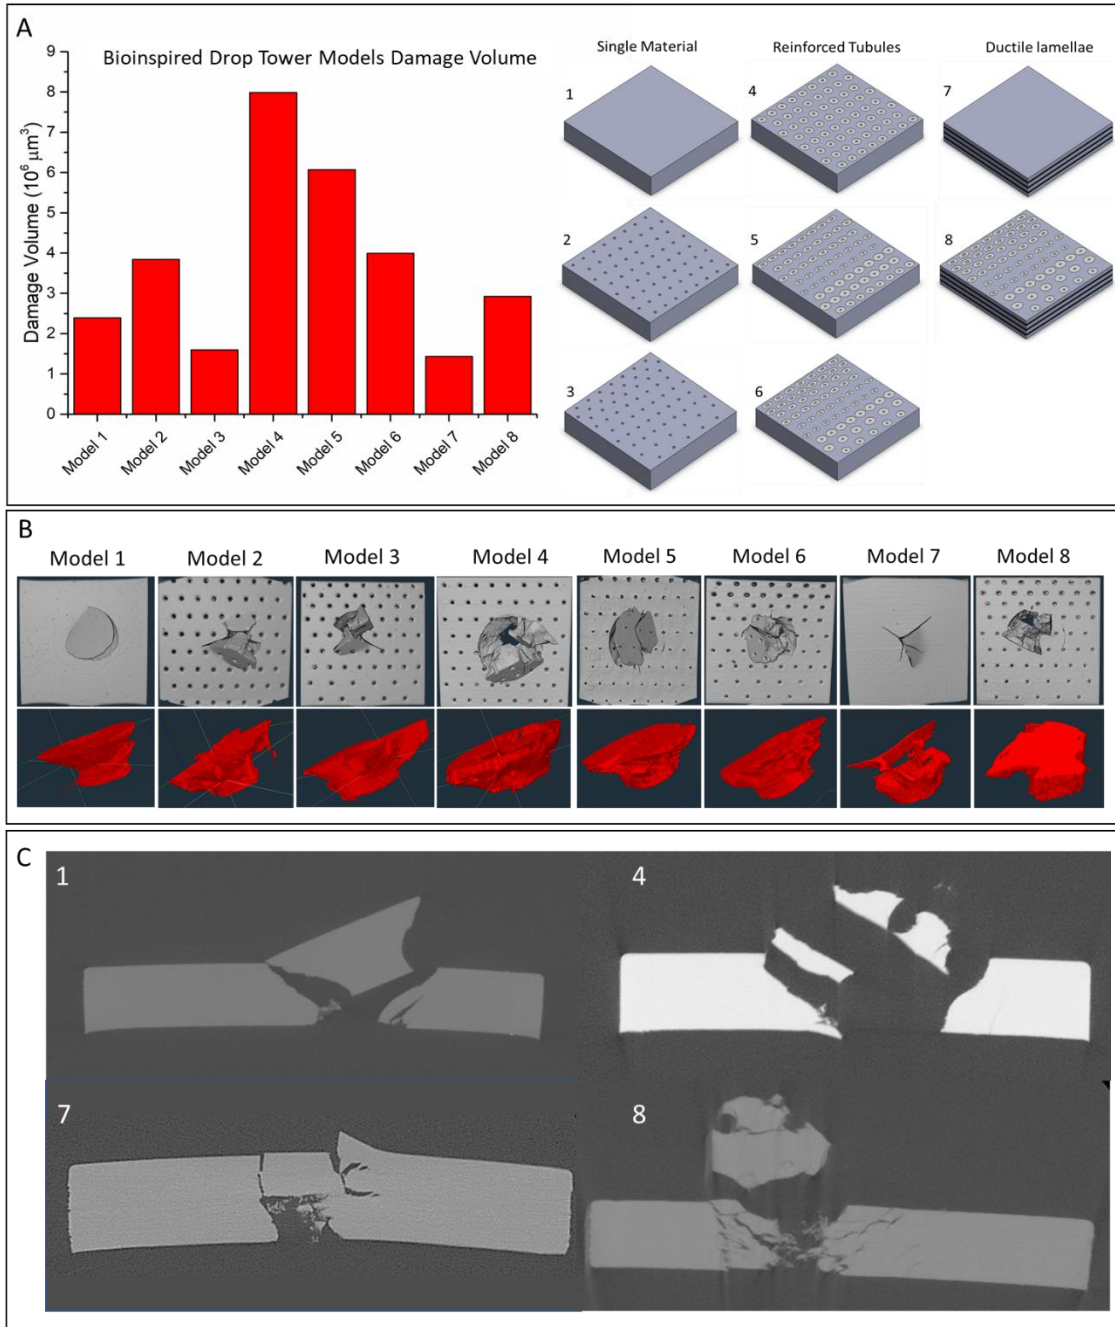 A
Bioinspired Drop Tower Models Damage Volume
Damage Volume (10⁶ µm³)
9
8
7
6
5
4
3
2
1
0
Model 1
Model 2
Model 3
Model 4
Model 5
Model 6
Model 7
Model 8
Single Material
Reinforced Tubules
Ductile lamellae
1
4
7
2
5
8
3
6
B
Model 1
Model 2
Model 3
Model 4
Model 5
Model 6
Model 7
Model 8
C
1
4
7
8